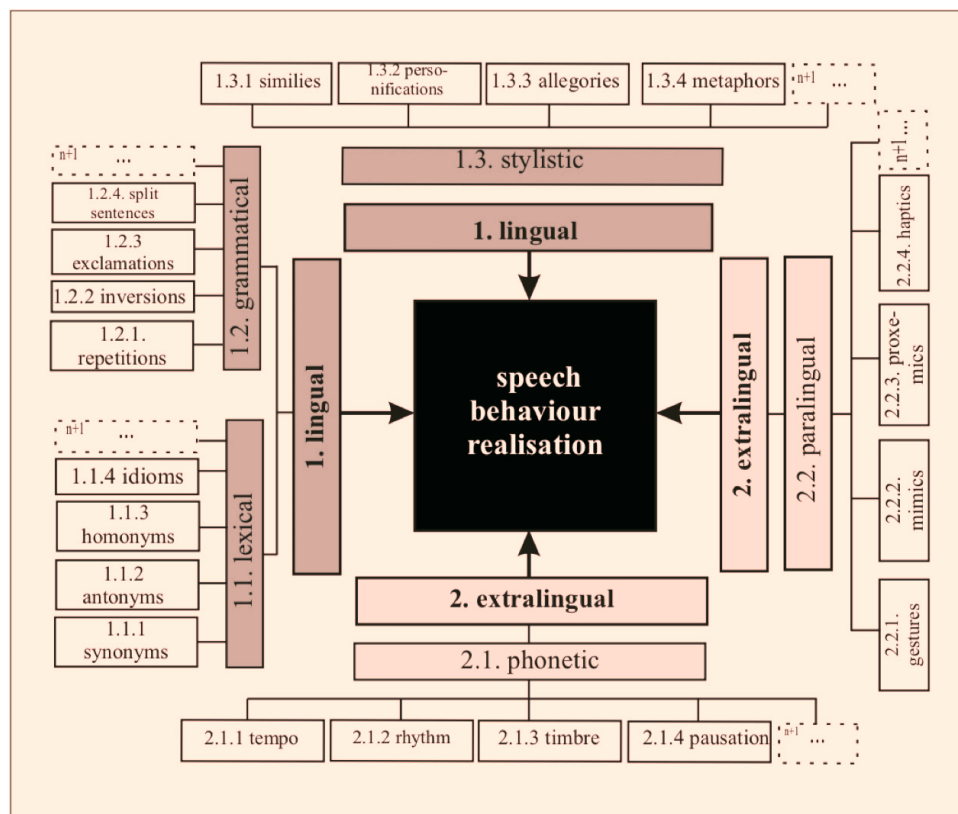 1.3.1 similies
1.3.2 perso-
nifications
1.3.3 allegories
1.3.4 metaphors
n+1 ...
1.3. stylistic
1. lingual
n+1 ...
1.2.4. split
sentences
1.2.3
exclamations
1.2.2 inversions
1.2.1.
repetitions
1.2. grammatical
n+1 ...
1.1.4 idioms
1.1.3
homonyms
1.1.2
antonyms
1.1.1
synonyms
1.1. lexical
1. lingual
speech
behaviour
realisation
2. extralingual
2.2. paralingual
n+1...
2.2.4. haptics
2.2.3. proxe-
mics
2.2.2.
mimics
2.2.1.
gestures
2. extralingual
2.1. phonetic
2.1.1 tempo
2.1.2 rhythm
2.1.3 timbre
2.1.4 pausation
n+1 ...